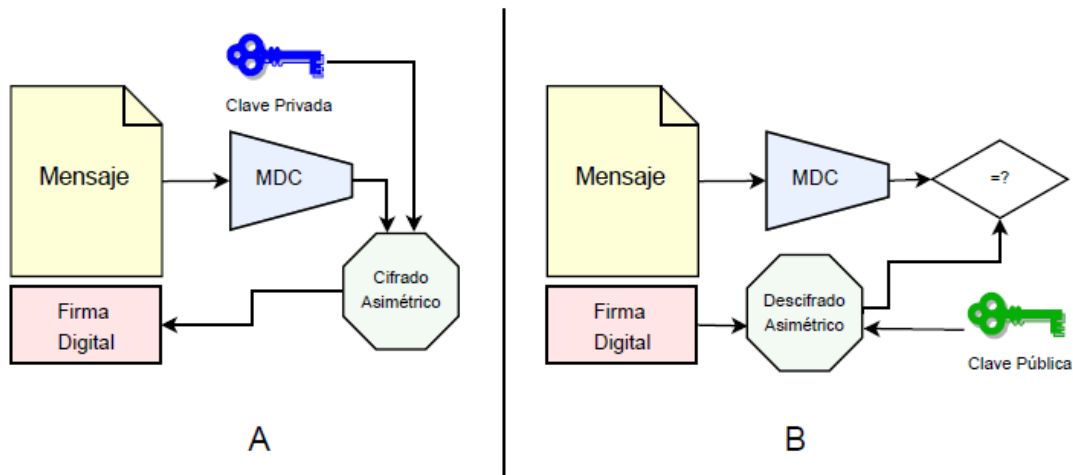 Clave Privada
Mensaje
MDC
Cifrado
Asimétrico
Firma
Digital
A
Mensaje
MDC
=?
Firma
Digital
Descifrado
Asimétrico
Clave Pública
B